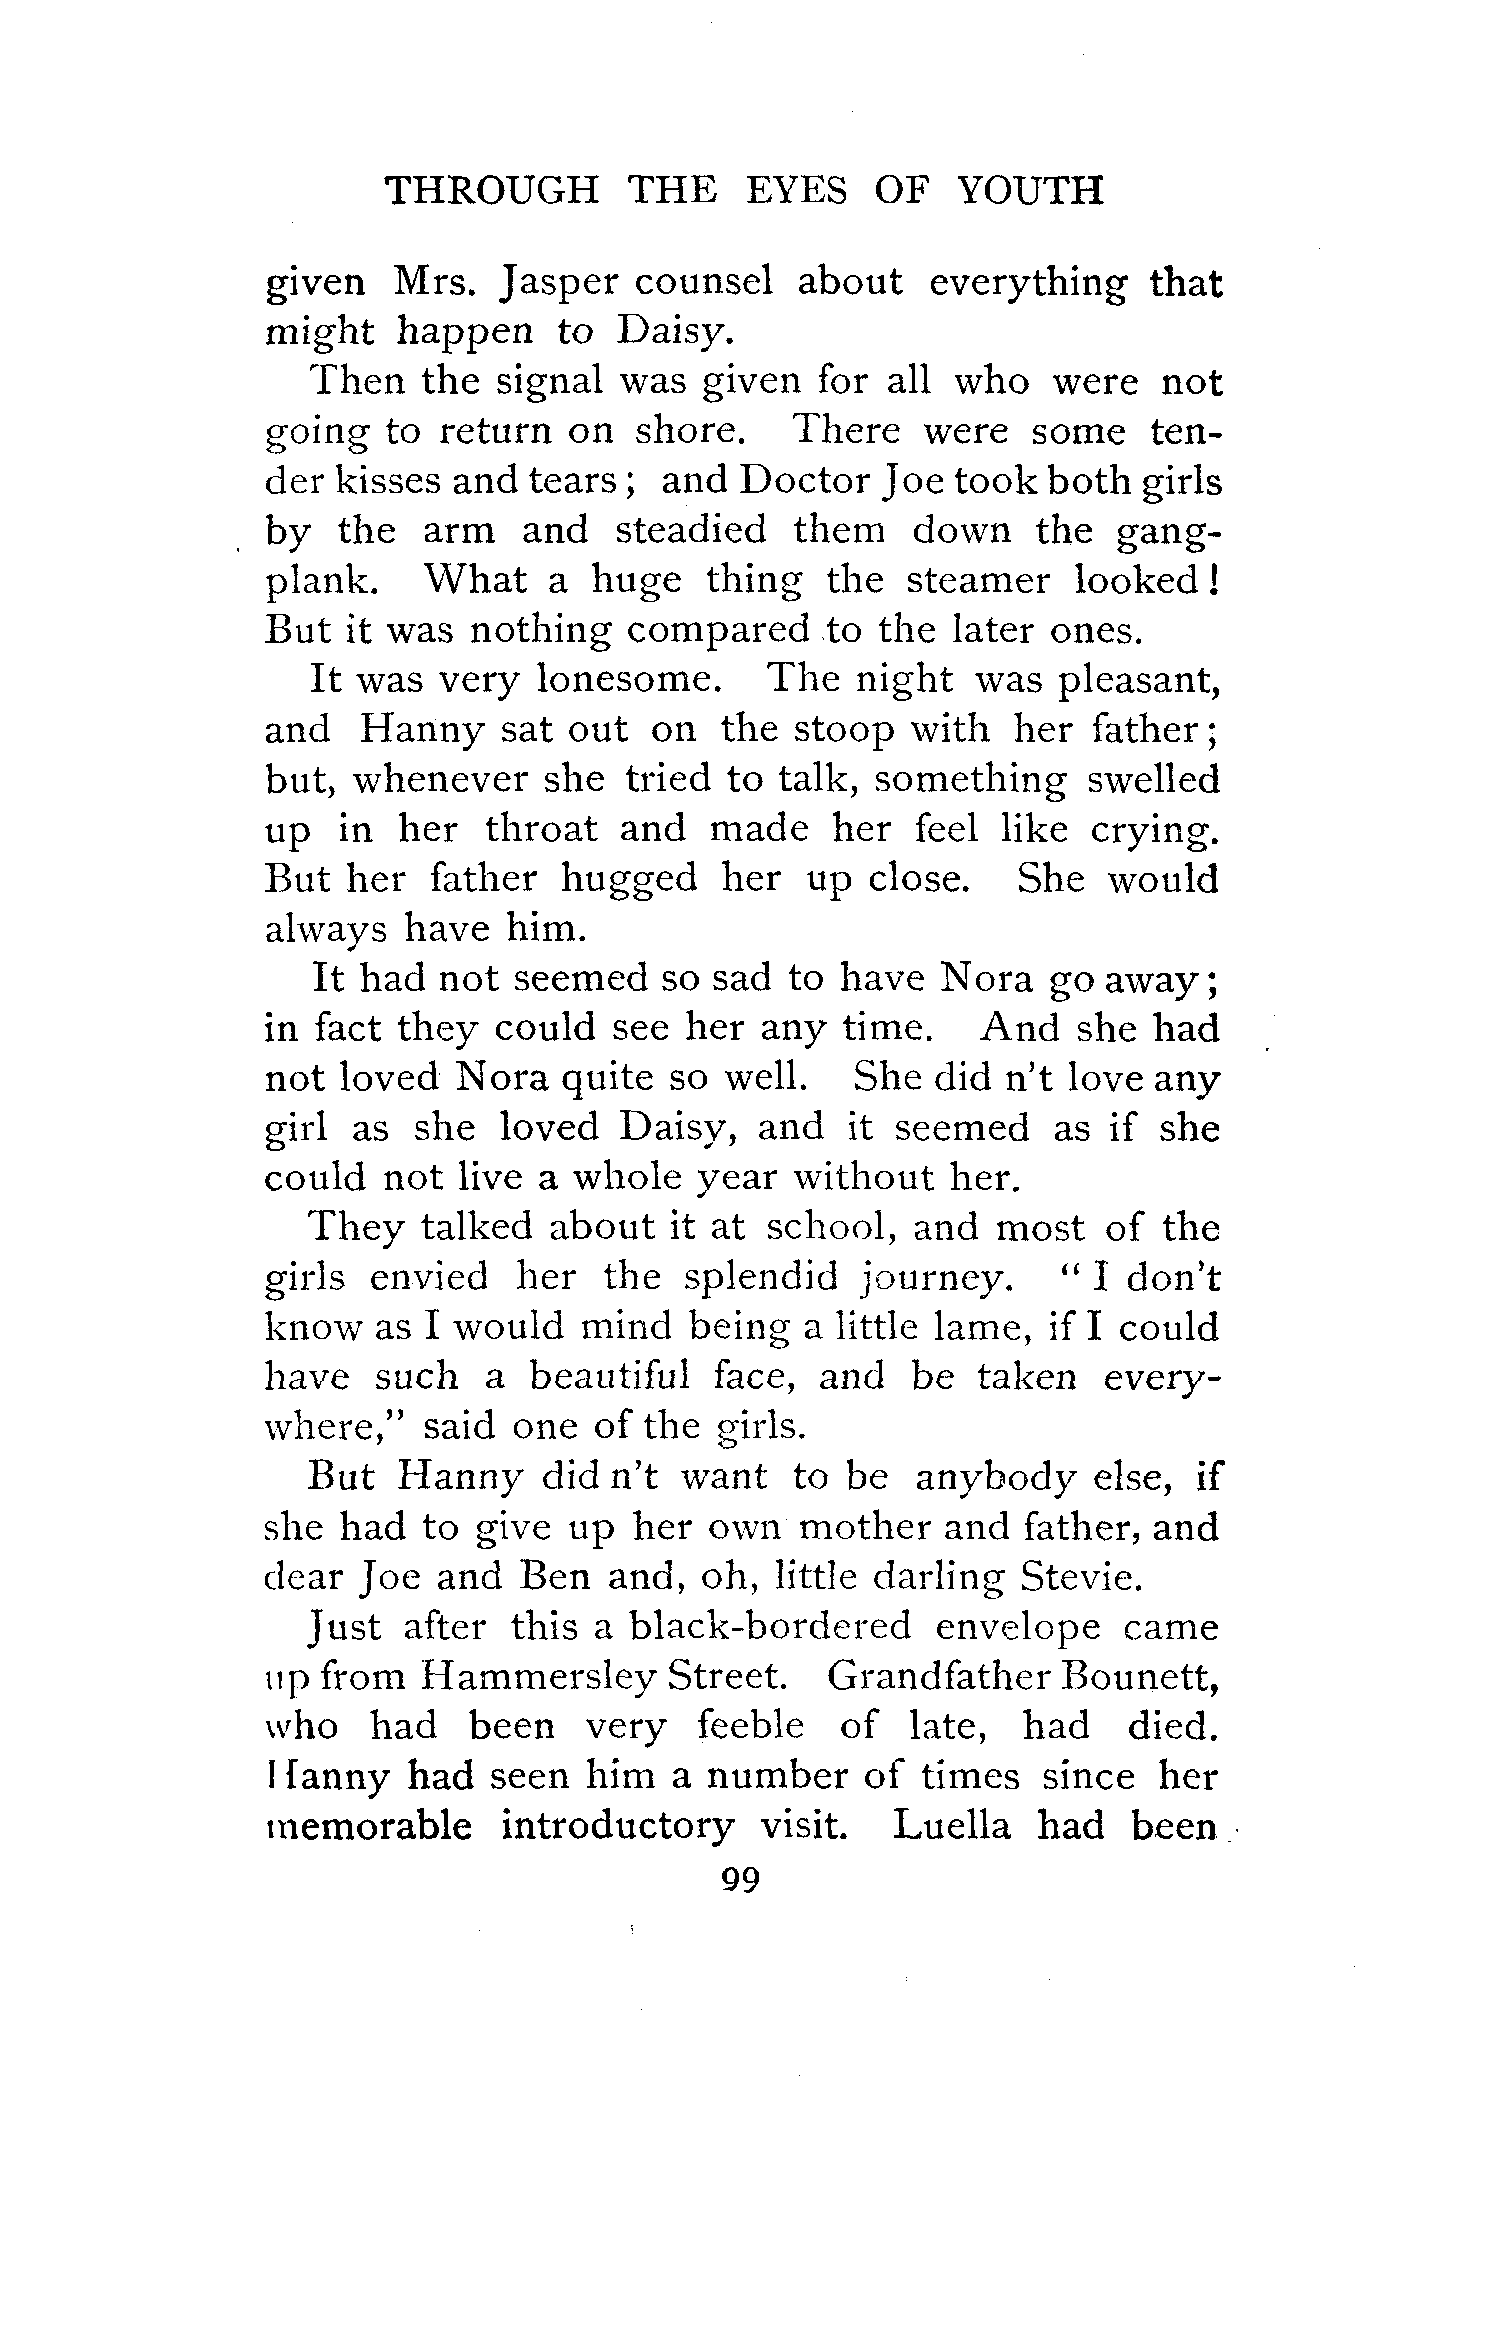 THROUGH THE EYES OF YOUTH
given Mrs. Jasper counsel about everything that
might happen to Daisy.
Then the signal was given for all who were not
going to return on shore. There were some ten-
der kisses and tears; and Doctor Joe took both girls
by the arm and steadied them down the gang-
plank. What a huge thing the steamer looked!
But it was nothing compared to the later ones.
It was very lonesome. The night was pleasant,
and Hanny sat out on the stoop with her father;
but, whenever she tried to talk, something swelled
up in her throat and made her feel like crying.
But her father hugged her up close. She would
always have him.
It had not seemed so sad to have Nora go away;
in fact they could see her any time. And she had
not loved Nora quite so well. She did n't love any
girl as she loved Daisy, and it seemed as if she
could not live a whole year without her.
They talked about it at school, and most of the
girls envied her the splendid journey. "I don't
know as I would mind being a little lame, if I could
have such a beautiful face, and be taken every-
where," said one of the girls.
But Hanny did n't want to be anybody else, if
she had to give up her own mother and father, and
dear Joe and Ben and, oh, little darling Stevie.
Just after this a black-bordered envelope came
up from Hammersley Street. Grandfather Bounett,
who had been very feeble of late, had died.
Hanny had seen him a number of times since her
memorable introductory visit. Luella had been
99